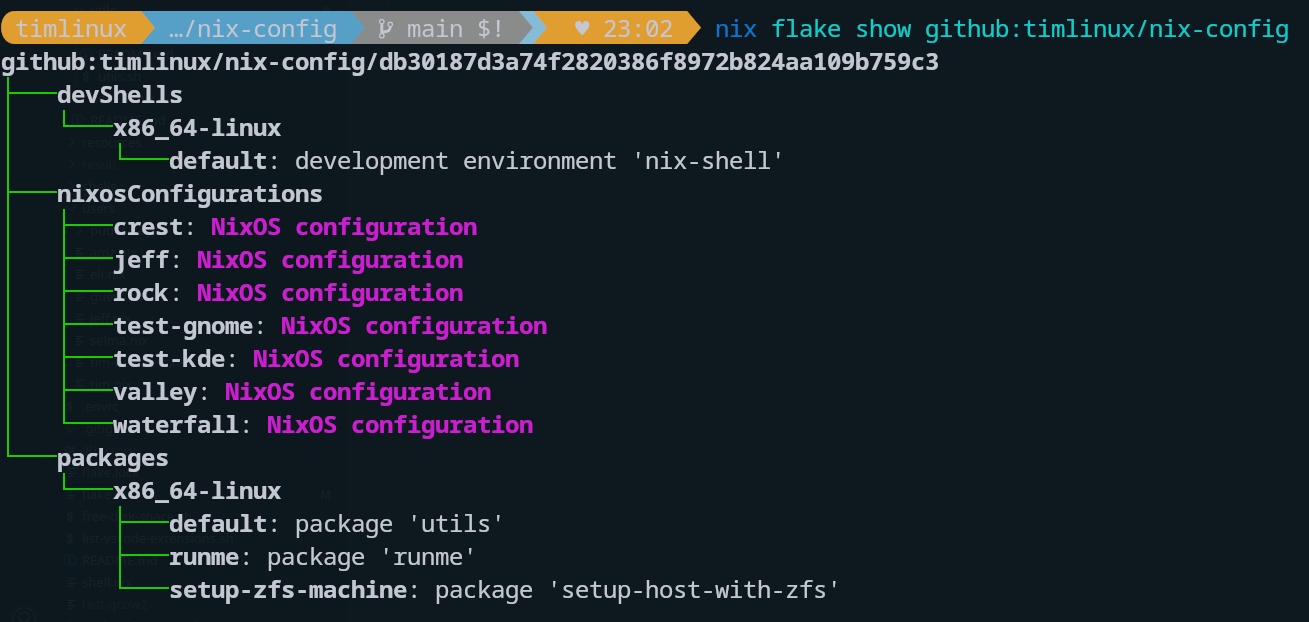 timlinux …/nix-config main $! ♥ 23:02 nix flake show github:timlinux/nix-config
github:timlinux/nix-config/db30187d3a74f2820386f8972b824aa109b759c3
├───devShells
│   └───x86_64-linux
│       └───default: development environment 'nix-shell'
├───nixosConfigurations
│   ├───crest: NixOS configuration
│   ├───jeff: NixOS configuration
│   ├───rock: NixOS configuration
│   ├───test-gnome: NixOS configuration
│   ├───test-kde: NixOS configuration
│   ├───valley: NixOS configuration
│   └───waterfall: NixOS configuration
└───packages
    └───x86_64-linux
        ├───default: package 'utils'
        ├───runme: package 'runme'
        └───setup-zfs-machine: package 'setup-host-with-zfs'